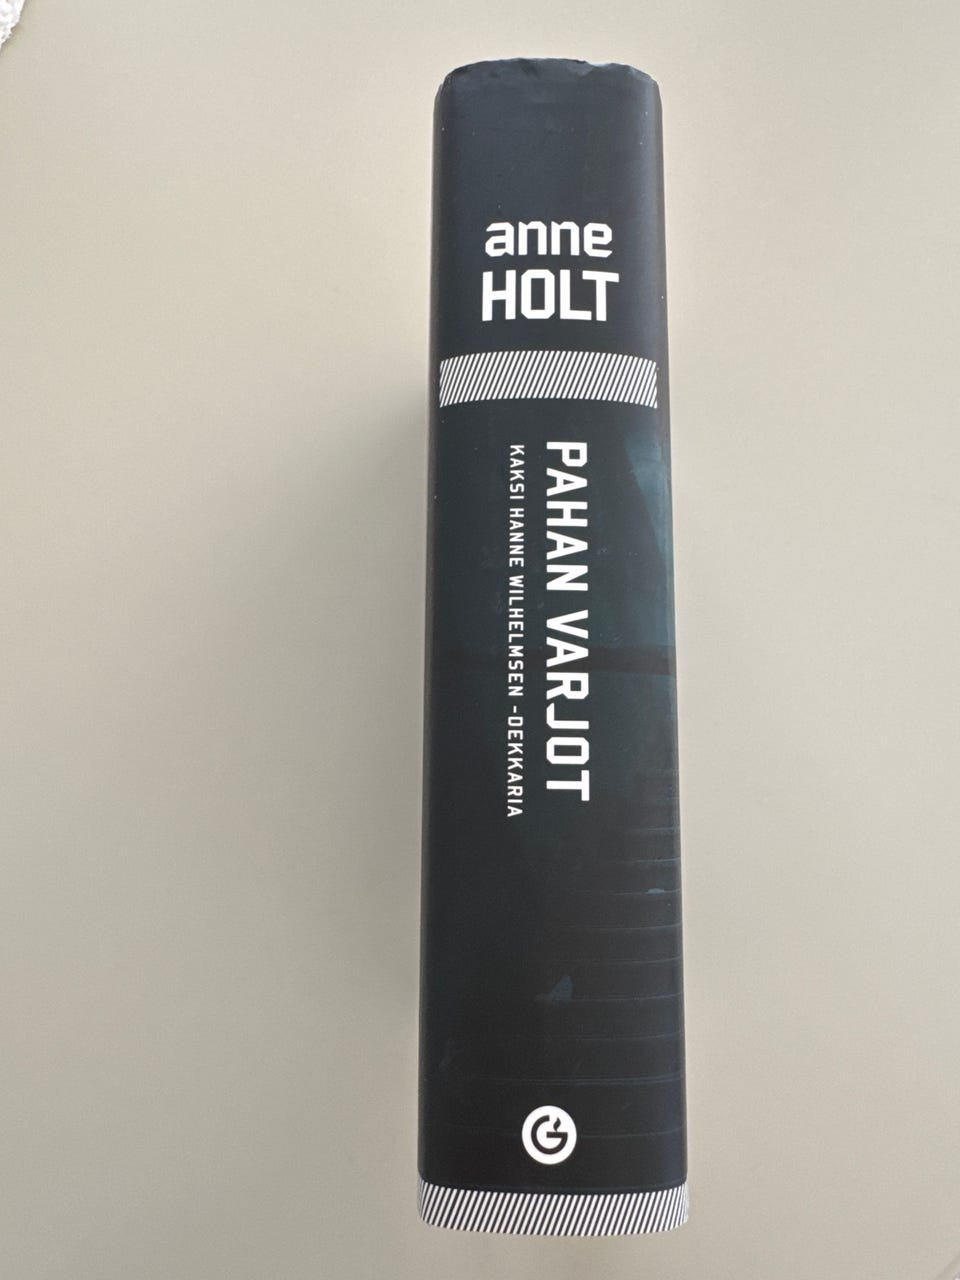 anne
HOLT
PAHAN VARJOT
KAKSI HANNE WILHELMSEN -DEKKARIA